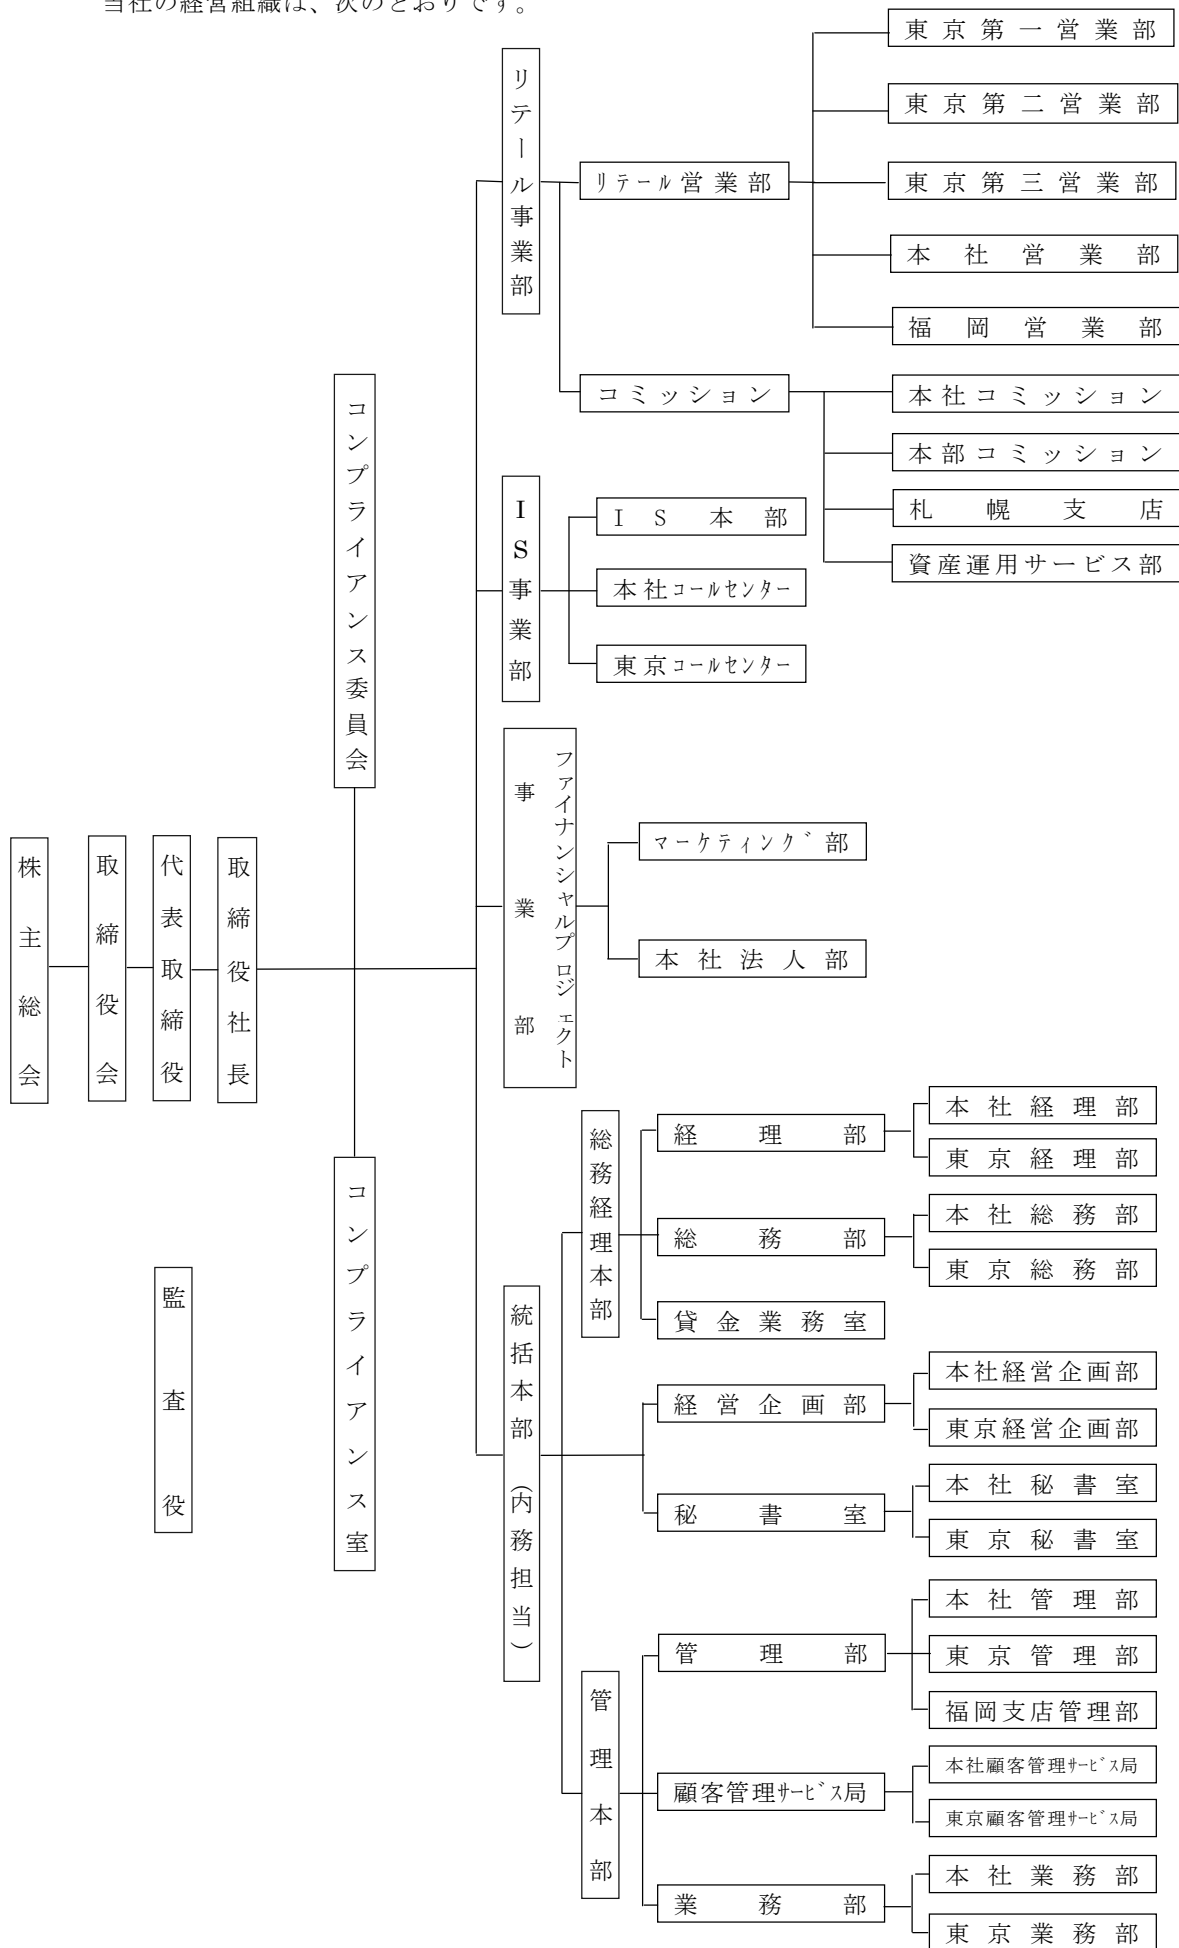 当社の経営組織は、次のとおりです。
株主総会
取締役会
代表取締役
取締役社長
監査役
コンプライアンス委員会
コンプライアンス室
リテール事業部
リテール営業部
東京第一営業部
東京第二営業部
東京第三営業部
本社営業部
福岡営業部
コミッション
本社コミッション
本部コミッション
札幌支店
資産運用サービス部
IS事業部
IS本部
本社コールセンター
東京コールセンター
ファイナンシャルプロジェクト
事業部
マーケティング部
本社法人部
統括本部(内務担当)
総務経理本部
経理部
本社経理部
東京経理部
総務部
本社総務部
東京総務部
貸金業務室
経営企画部
本社経営企画部
東京経営企画部
秘書室
本社秘書室
東京秘書室
管理本部
管理部
本社管理部
東京管理部
福岡支店管理部
顧客管理サービス局
本社顧客管理サービス局
東京顧客管理サービス局
業務部
本社業務部
東京業務部